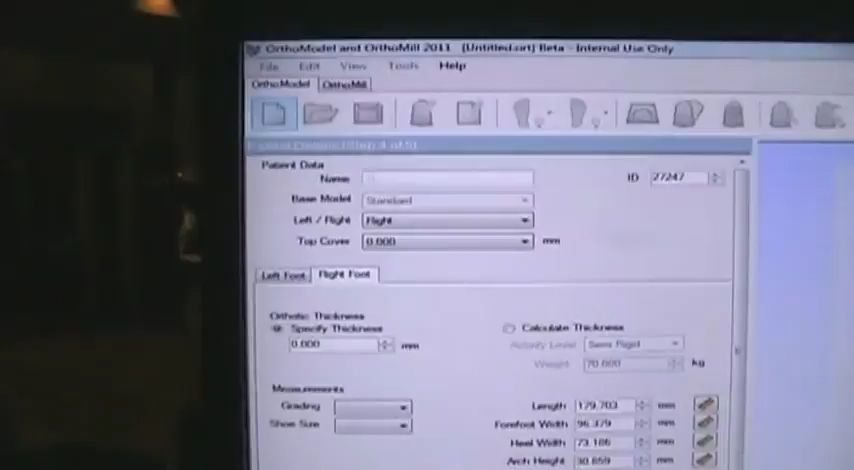 OrthoModel and OrthoMill 2011 [Untitled.ort] Beta - Internal Use Only
File Edit View Tools Help
OrthoModel OrthoMill
(Step 4 of 5)
Patient Data
Name ID 27247
Base Model Standard
Left / Right Right
Top Cover 0.000 mm
Left Foot Right Foot
Orthotic Thickness
Specify Thickness Calculate Thickness
0.000 mm Activity Level Semi Rigid
Weight 70.000 kg
Measurements
Grading Length 179.703 mm
Shoe Size Forefoot Width 96.379 mm
Heel Width 73.186 mm
Arch Height 30.859 mm